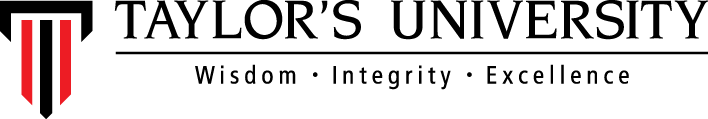 TAYLOR'S UNIVERSITY
Wisdom • Integrity • Excellence